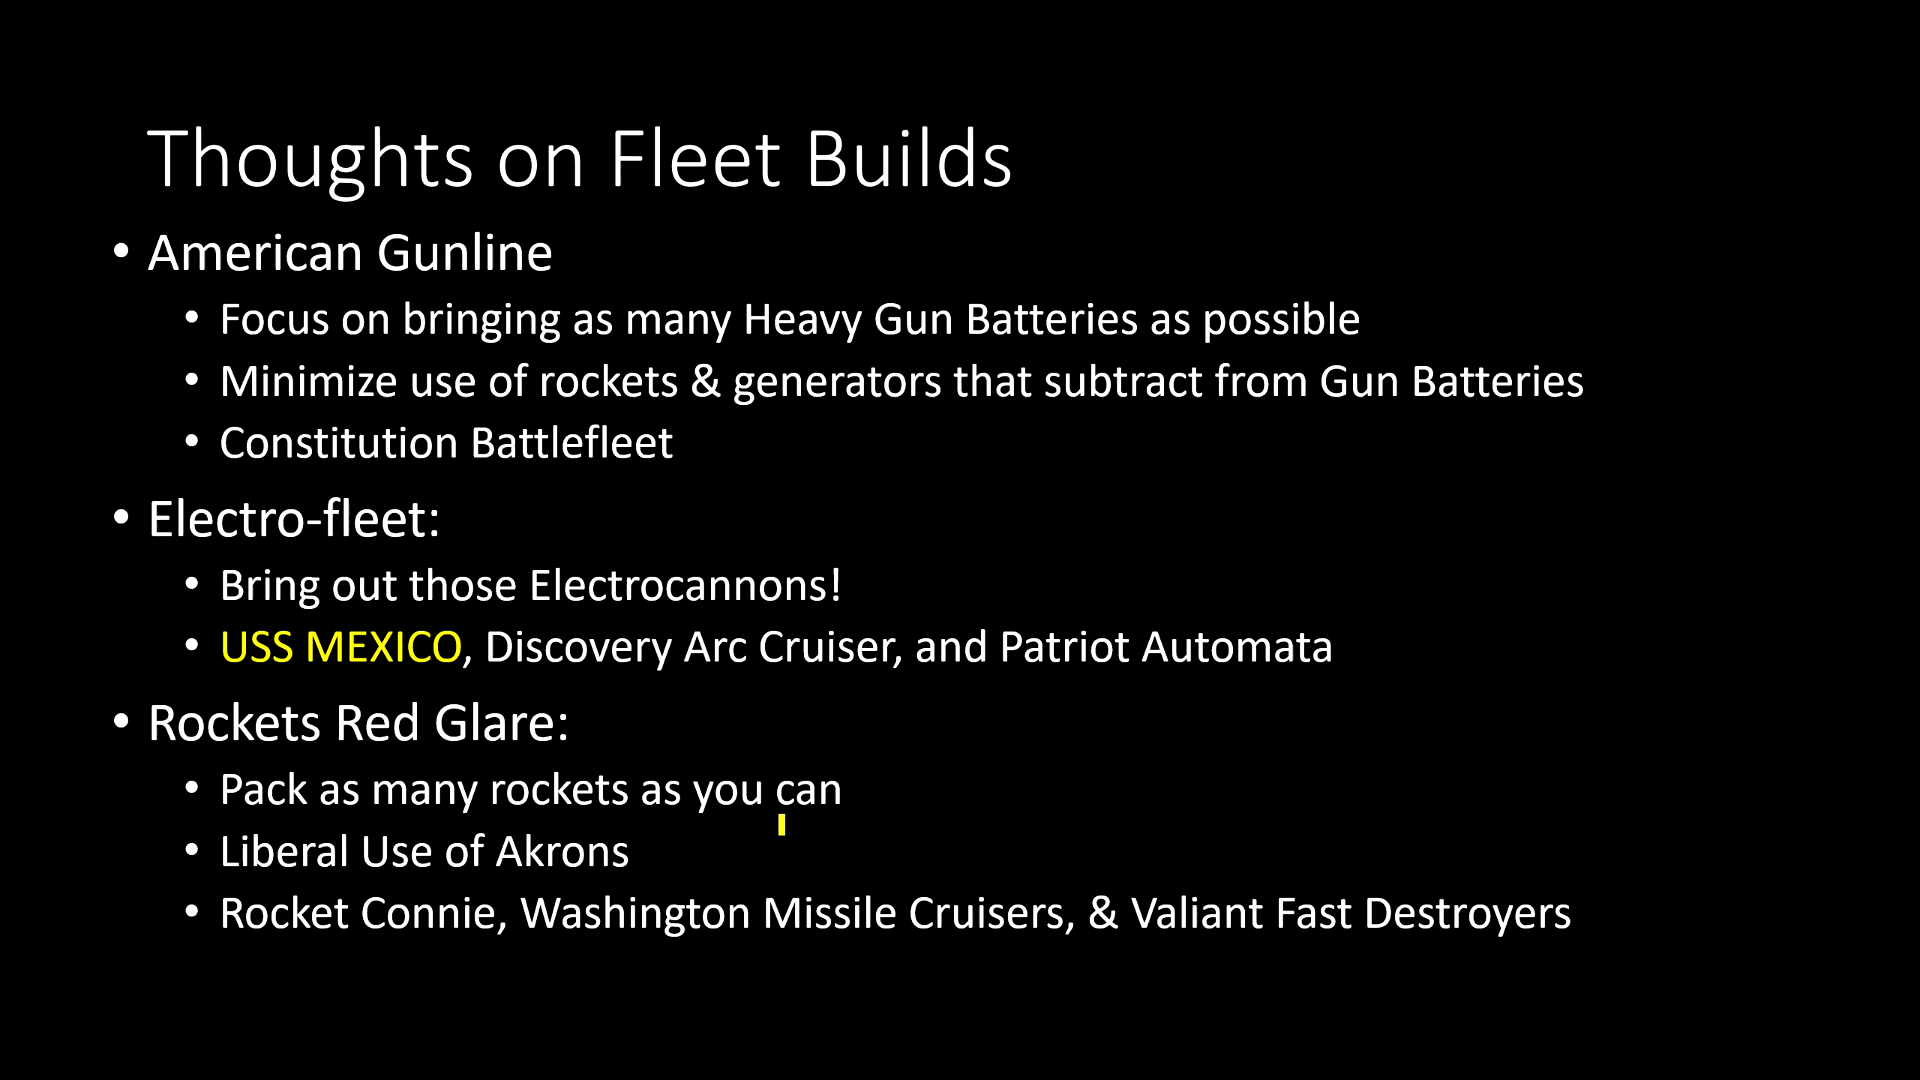 Thoughts on Fleet Builds
• American Gunline
• Focus on bringing as many Heavy Gun Batteries as possible
• Minimize use of rockets & generators that subtract from Gun Batteries
• Constitution Battlefleet
• Electro-fleet:
• Bring out those Electrocannons!
• USS MEXICO, Discovery Arc Cruiser, and Patriot Automata
• Rockets Red Glare:
• Pack as many rockets as you can
• Liberal Use of Akrons
• Rocket Connie, Washington Missile Cruisers, & Valiant Fast Destroyers